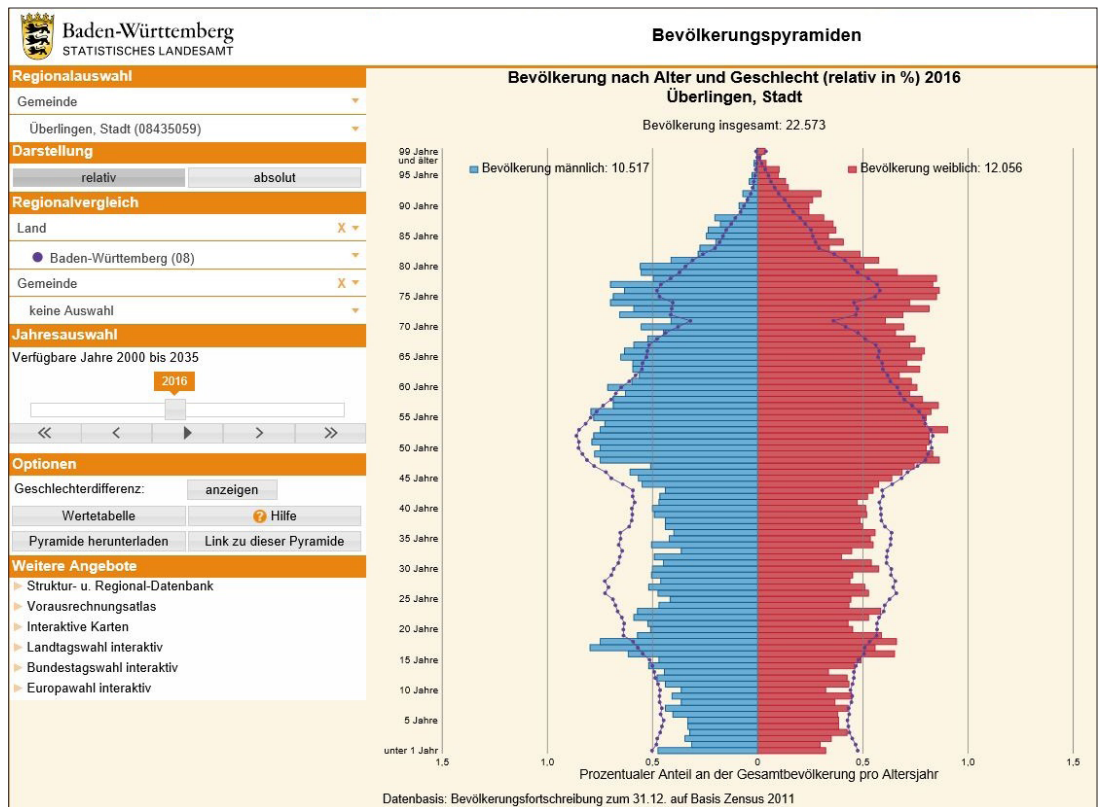 Baden-Württemberg
STATISTISCHES LANDESAMT
Bevölkerungspyramiden
Regionalauswahl
Gemeinde
Überlingen, Stadt (08435059)
Darstellung
relativ absolut
Regionalvergleich
Land X
Baden-Württemberg (08)
Gemeinde X
keine Auswahl
Jahresauswahl
Verfügbare Jahre 2000 bis 2035
2016
Optionen
Geschlechterdifferenz: anzeigen
Wertetabelle ? Hilfe
Pyramide herunterladen Link zu dieser Pyramide
Weitere Angebote
Struktur- u. Regional-Datenbank
Vorausrechnungsatlas
Interaktive Karten
Landtagswahl interaktiv
Bundestagswahl interaktiv
Europawahl interaktiv
Bevölkerung nach Alter und Geschlecht (relativ in %) 2016
Überlingen, Stadt
Bevölkerung insgesamt: 22.573
Bevölkerung männlich: 10.517 Bevölkerung weiblich: 12.056
99 Jahre
und älter
95 Jahre
90 Jahre
85 Jahre
80 Jahre
75 Jahre
70 Jahre
65 Jahre
60 Jahre
55 Jahre
50 Jahre
45 Jahre
40 Jahre
35 Jahre
30 Jahre
25 Jahre
20 Jahre
15 Jahre
10 Jahre
5 Jahre
unter 1 Jahr
1,5 1,0 0,5 0 0,5 1,0 1,5
Prozentualer Anteil an der Gesamtbevölkerung pro Altersjahr
Datenbasis: Bevölkerungsfortschreibung zum 31.12. auf Basis Zensus 2011